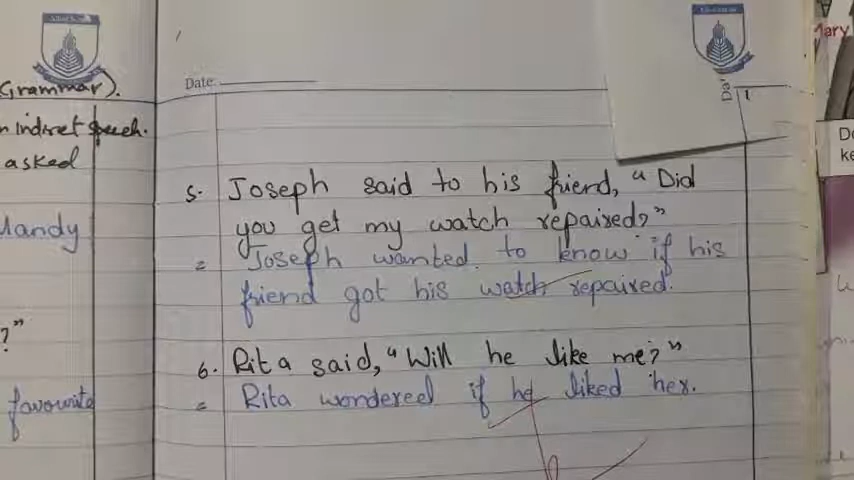 Grammar).
indirect speech.
asked
Mandy
?"
favourite
Date
5. Joseph said to his friend, "Did
you get my watch repaired?"
= Joseph wanted to know if his
friend got his watch repaired.
6. Rita said, "Will he like me?"
= Rita wondered if he liked her.